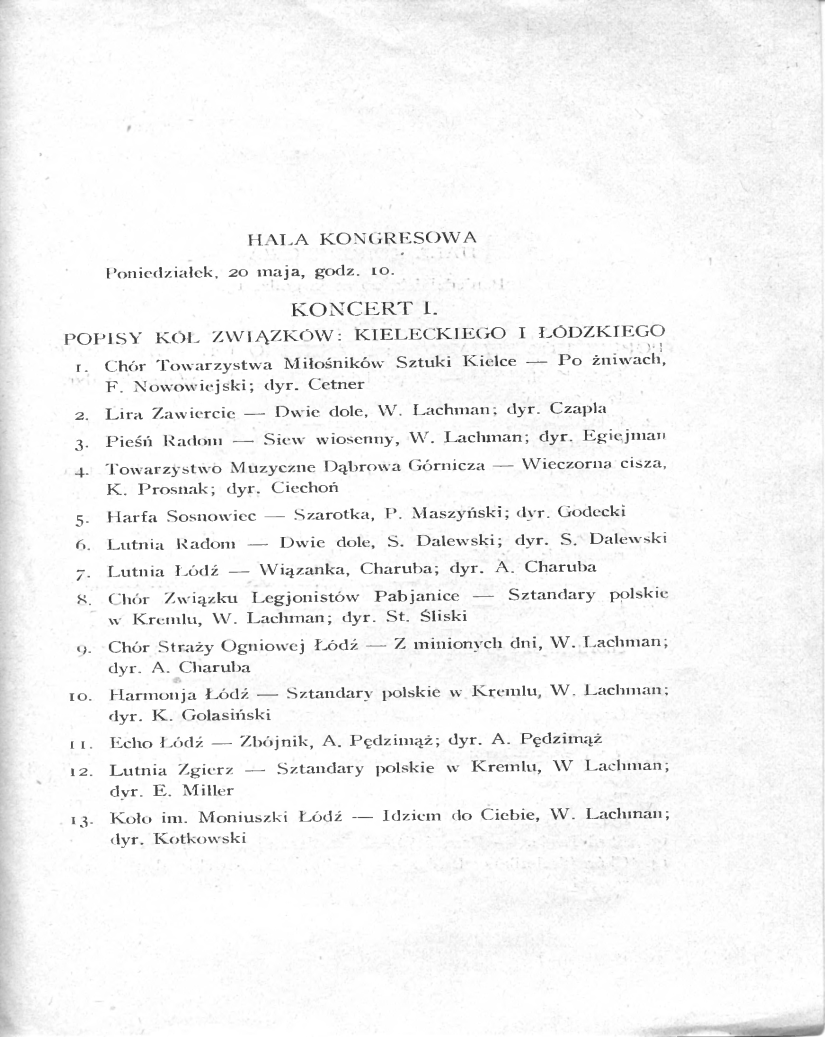 HALA KONGRESOWA
Poniedziałek, 20 maja, godz. 10.
KONCERT I.
POPISY KÓŁ ZWIĄZKÓW: KIELECKIEGO I ŁÓDZKIEGO
1. Chór Towarzystwa Miłośników Sztuki Kielce — Po żniwach,
F. Nowowiejski; dyr. Cetner
2. Lira Zawiercie — Dwie dole, W. Lachman; dyr. Czapla
3. Pieśń Radom — Siew wiosenny, W. Lachman; dyr. Egiejman
4. Towarzystwo Muzyczne Dąbrowa Górnicza — Wieczorna cisza,
K. Prosnak; dyr. Ciechoń
5. Harfa Sosnowiec — Szarotka, P. Maszyński; dyr. Godecki
6. Lutnia Radom — Dwie dole, S. Dalewski; dyr. S. Dalewski
7. Lutnia Łódź — Wiązanka, Charuba; dyr. A. Charuba
8. Chór Związku Legjonistów Pabjanice — Sztandary polskie
w Kremlu, W. Lachman; dyr. St. Śliski
9. Chór Straży Ogniowej Łódź — Z minionych dni, W. Lachman;
dyr. A. Charuba
10. Harmonja Łódź — Sztandary polskie w Kremlu, W. Lachman;
dyr. K. Golasiński
11. Echo Łódź — Zbójnik, A. Pędzimąż; dyr. A. Pędzimąż
12. Lutnia Zgierz — Sztandary polskie w Kremlu, W Lachman;
dyr. E. Miller
13. Koło im. Moniuszki Łódź — Idziem do Ciebie, W. Lachman;
dyr. Kotkowski